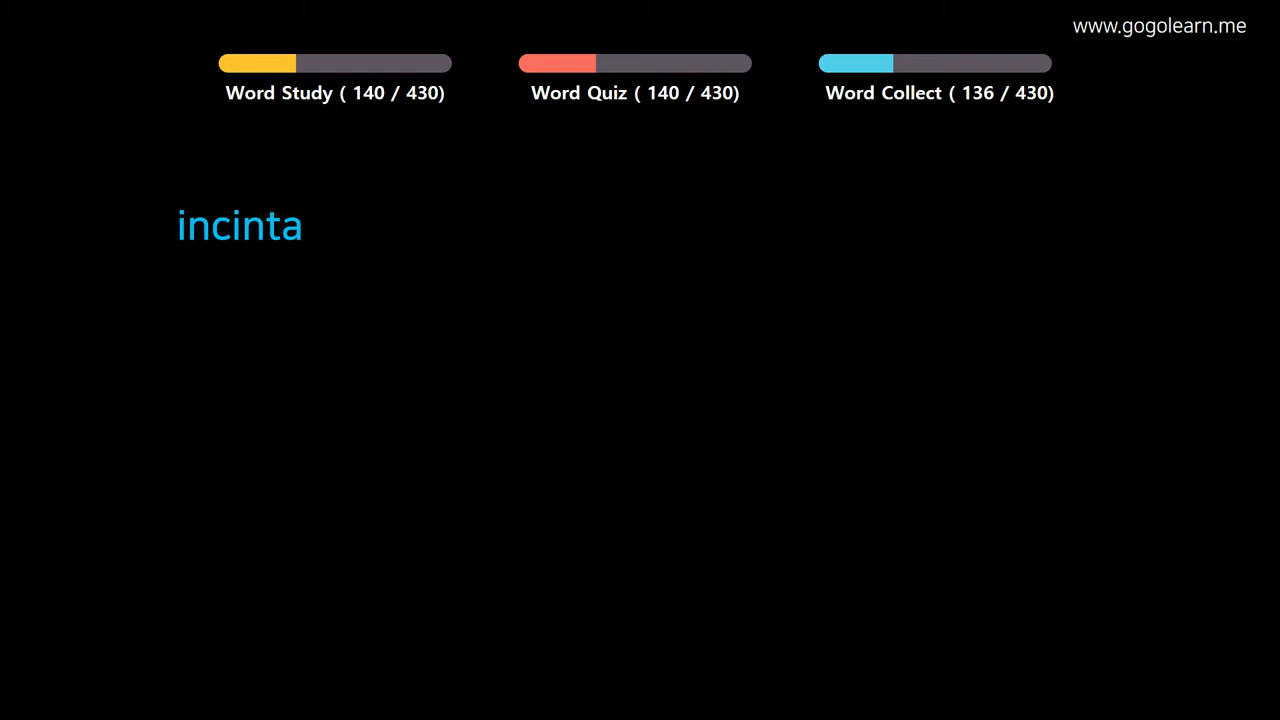 www.gogolearn.me
Word Study ( 140 / 430)
Word Quiz ( 140 / 430)
Word Collect ( 136 / 430)
incinta